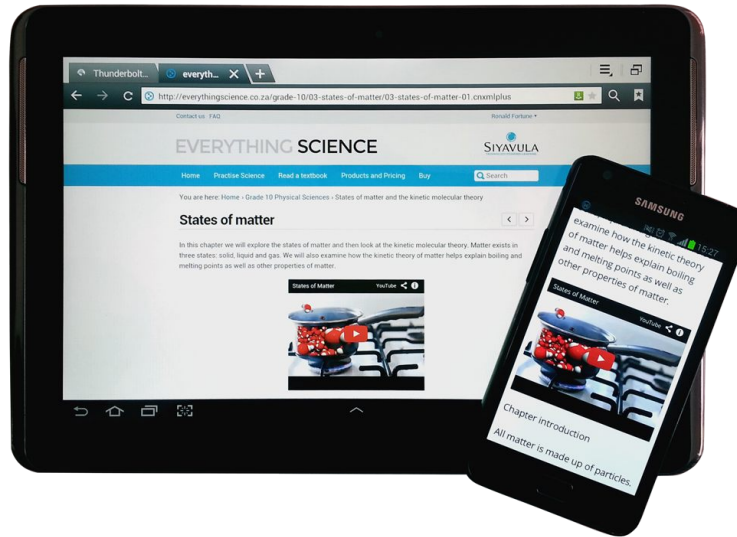 Thunderbolt...
everyth...
http://everythingscience.co.za/grade-10/03-states-of-matter/03-states-of-matter-01.cnxmlplus
Contact us FAQ
Ronald Fortune
EVERYTHING SCIENCE
SIYAVULA
Home Practise Science Read a textbook Products and Pricing Buy
Search
You are here: Home › Grade 10 Physical Sciences › States of matter and the kinetic molecular theory
States of matter
In this chapter we will explore the states of matter and then look at the kinetic molecular theory. Matter exists in
three states: solid, liquid and gas. We will also examine how the kinetic theory of matter helps explain boiling and
melting points as well as other properties of matter.
States of Matter YouTube
SAMSUNG
15:27
examine how the kinetic theory
of matter helps explain boiling
and melting points as well as
other properties of matter.
States of Matter
YouTube
Chapter introduction
All matter is made up of particles.